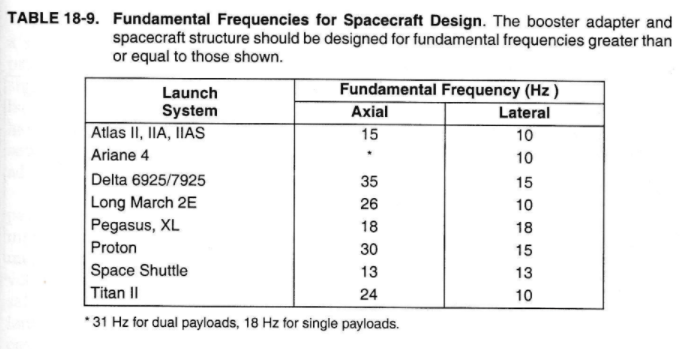 TABLE 18-9. Fundamental Frequencies for Spacecraft Design. The booster adapter and
spacecraft structure should be designed for fundamental frequencies greater than
or equal to those shown.
Launch System Fundamental Frequency (Hz )
Axial Lateral
Atlas II, IIA, IIAS 15 10
Ariane 4 * 10
Delta 6925/7925 35 15
Long March 2E 26 10
Pegasus, XL 18 18
Proton 30 15
Space Shuttle 13 13
Titan II 24 10
* 31 Hz for dual payloads, 18 Hz for single payloads.